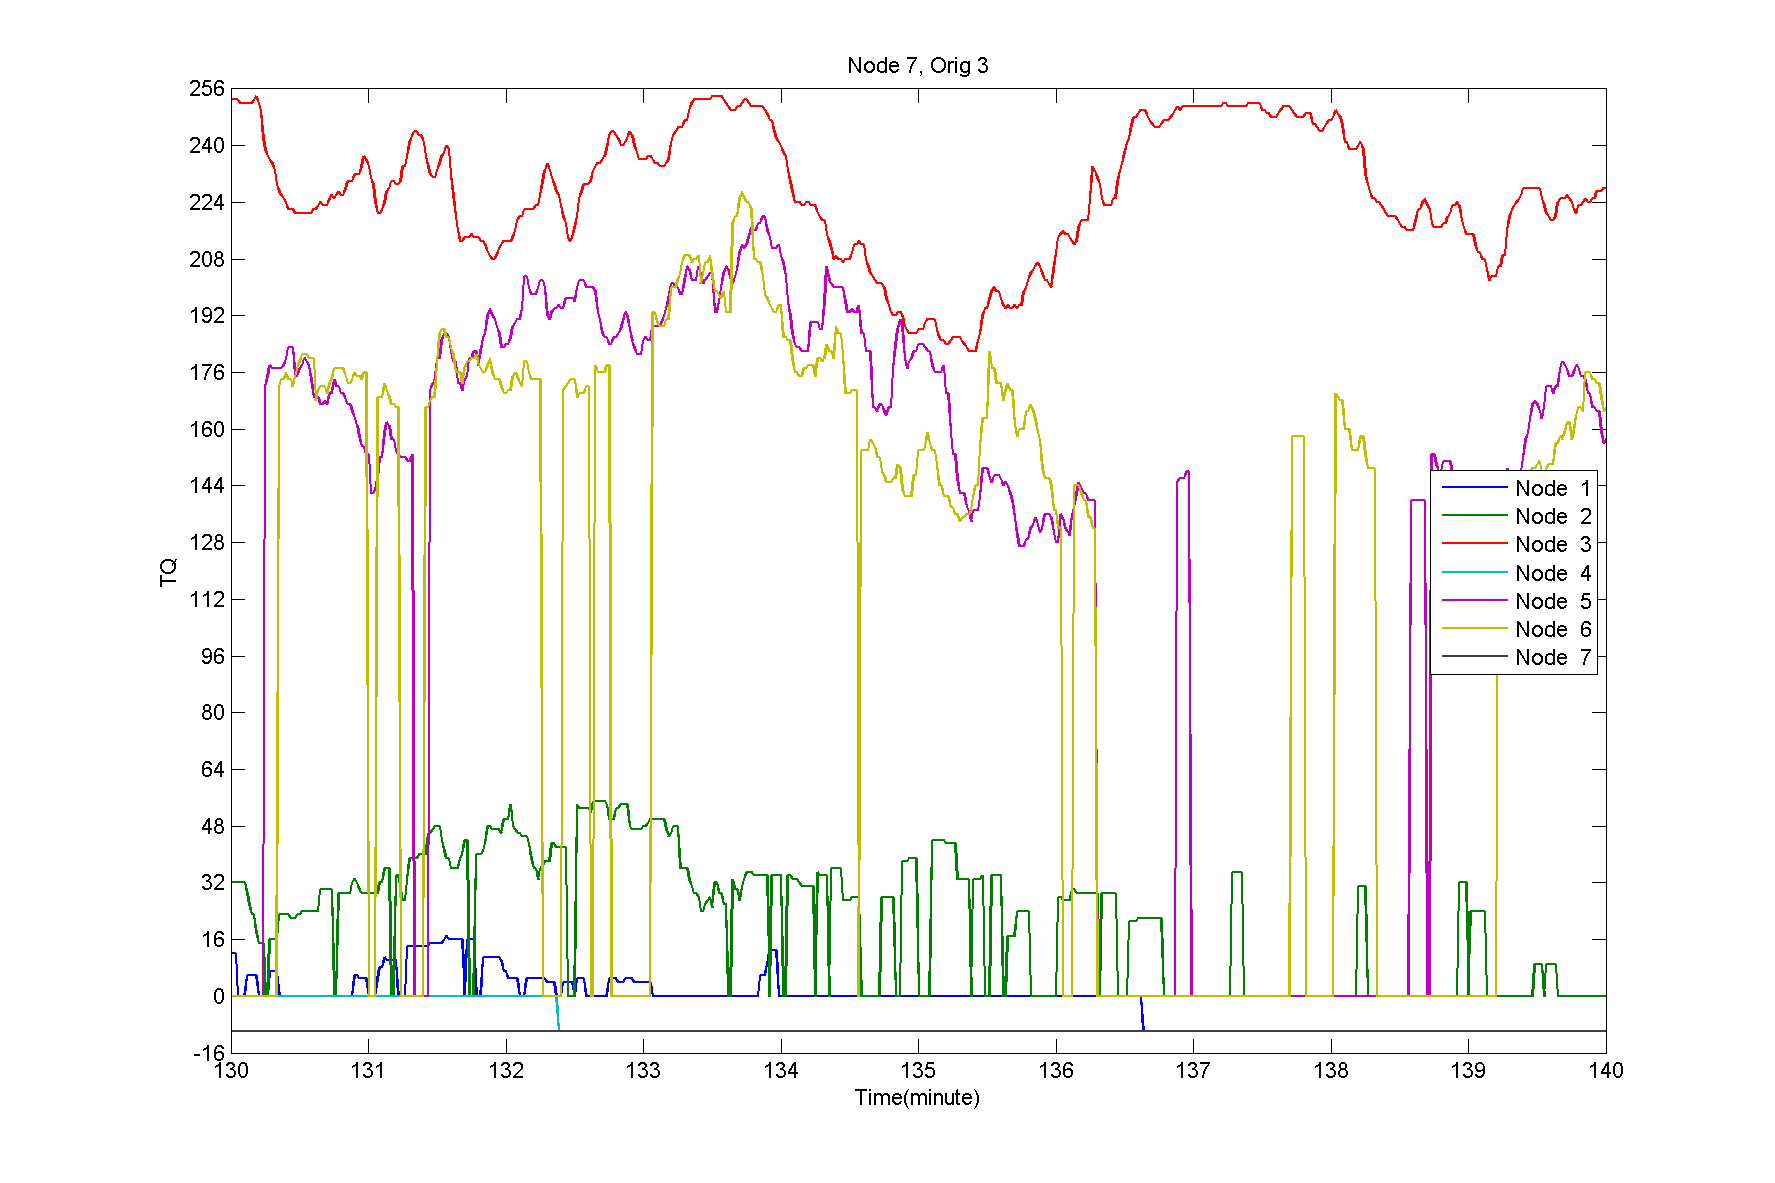 Node 7, Orig 3
256
240
224
208
192
176
160
144
128
112
96
80
64
48
32
16
0
-16
TQ
Node 1
Node 2
Node 3
Node 4
Node 5
Node 6
Node 7
130 131 132 133 134 135 136 137 138 139 140
Time(minute)